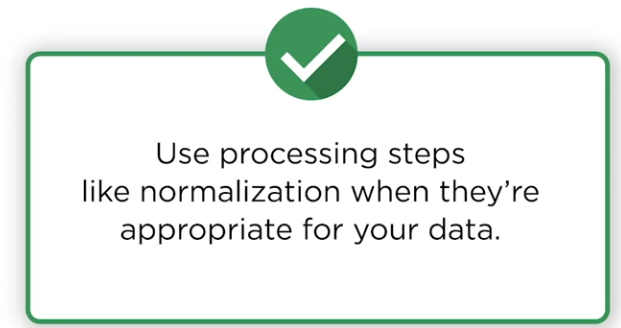 Use processing steps
like normalization when they’re
appropriate for your data.